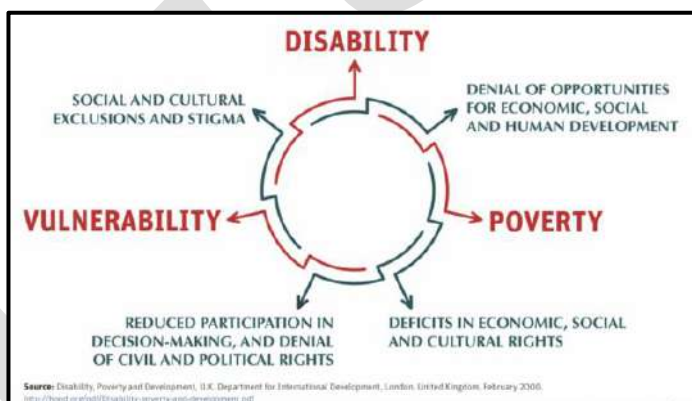 DISABILITY
SOCIAL AND CULTURAL
EXCLUSIONS AND STIGMA
DENIAL OF OPPORTUNITIES
FOR ECONOMIC, SOCIAL
AND HUMAN DEVELOPMENT
VULNERABILITY
POVERTY
REDUCED PARTICIPATION IN
DECISION-MAKING, AND DENIAL
OF CIVIL AND POLITICAL RIGHTS
DEFICITS IN ECONOMIC, SOCIAL
AND CULTURAL RIGHTS
Source: Disability, Poverty and Development, U.K. Department for International Development, London, United Kingdom, February 2000.